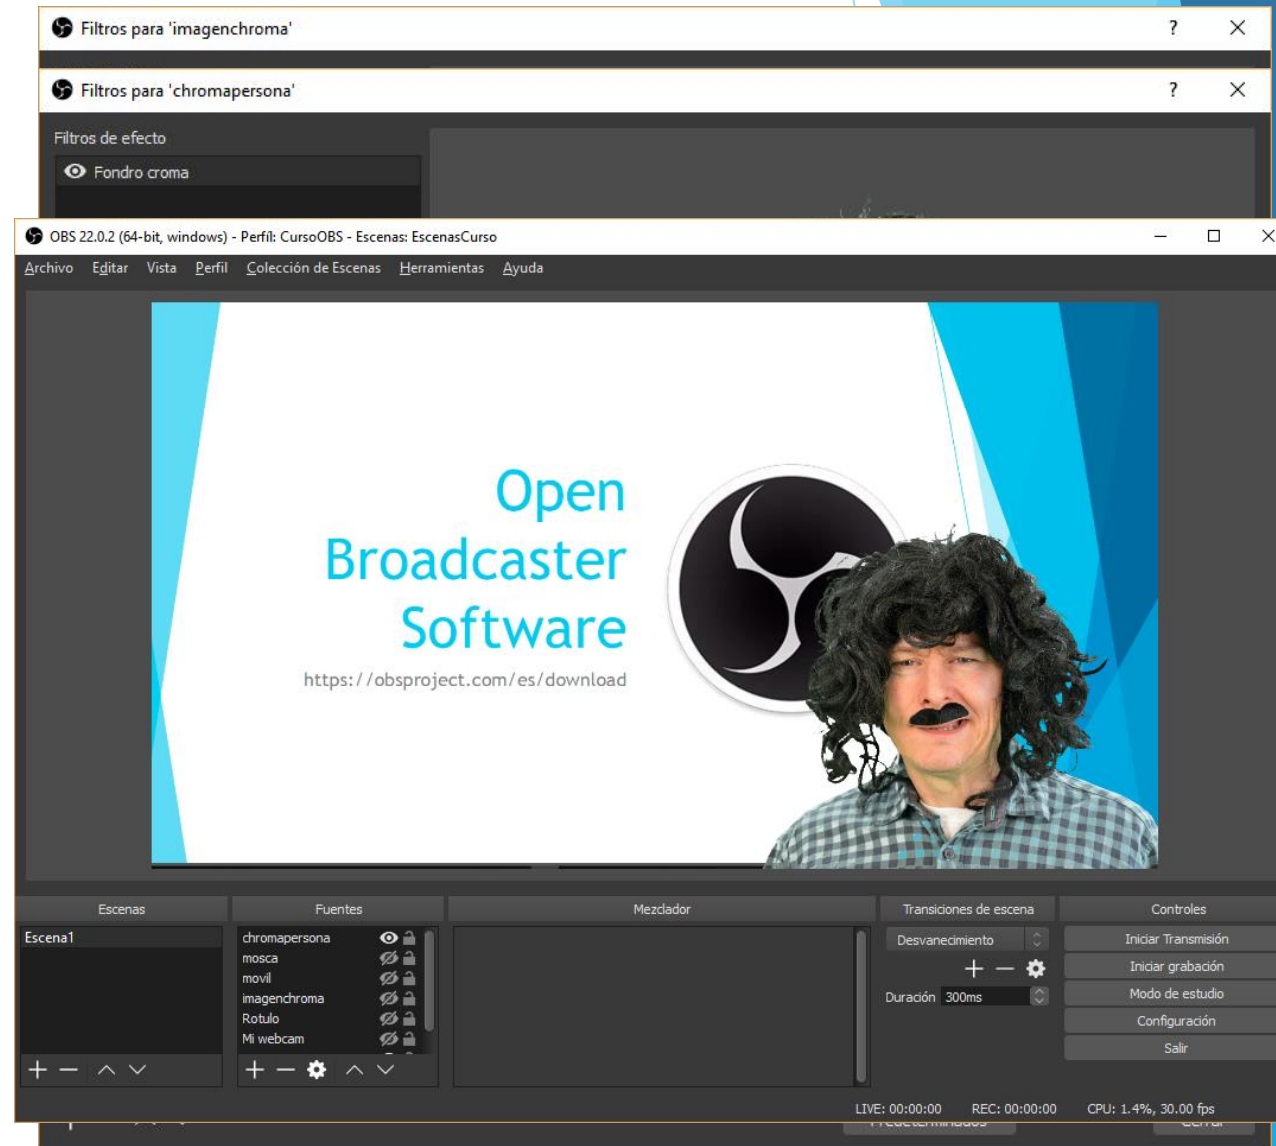 Filtros para 'imagenchroma'
Filtros para 'chromapersona'
Filtros de efecto
Fondro croma
OBS 22.0.2 (64-bit, windows) - Perfíl: CursoOBS - Escenas: EscenasCurso
Archivo Editar Vista Perfil Colección de Escenas Herramientas Ayuda
Open
Broadcaster
Software
https://obsproject.com/es/download
Escenas Fuentes Mezclador Transiciones de escena Controles
Escena1
chromapersona
mosca
movil
imagenchroma
Rotulo
Mi webcam
Desvanecimiento
Duración 300ms
Iniciar Transmisión
Iniciar grabación
Modo de estudio
Configuración
Salir
LIVE: 00:00:00 REC: 00:00:00 CPU: 1.4%, 30.00 fps
Predeterminados Cerrar